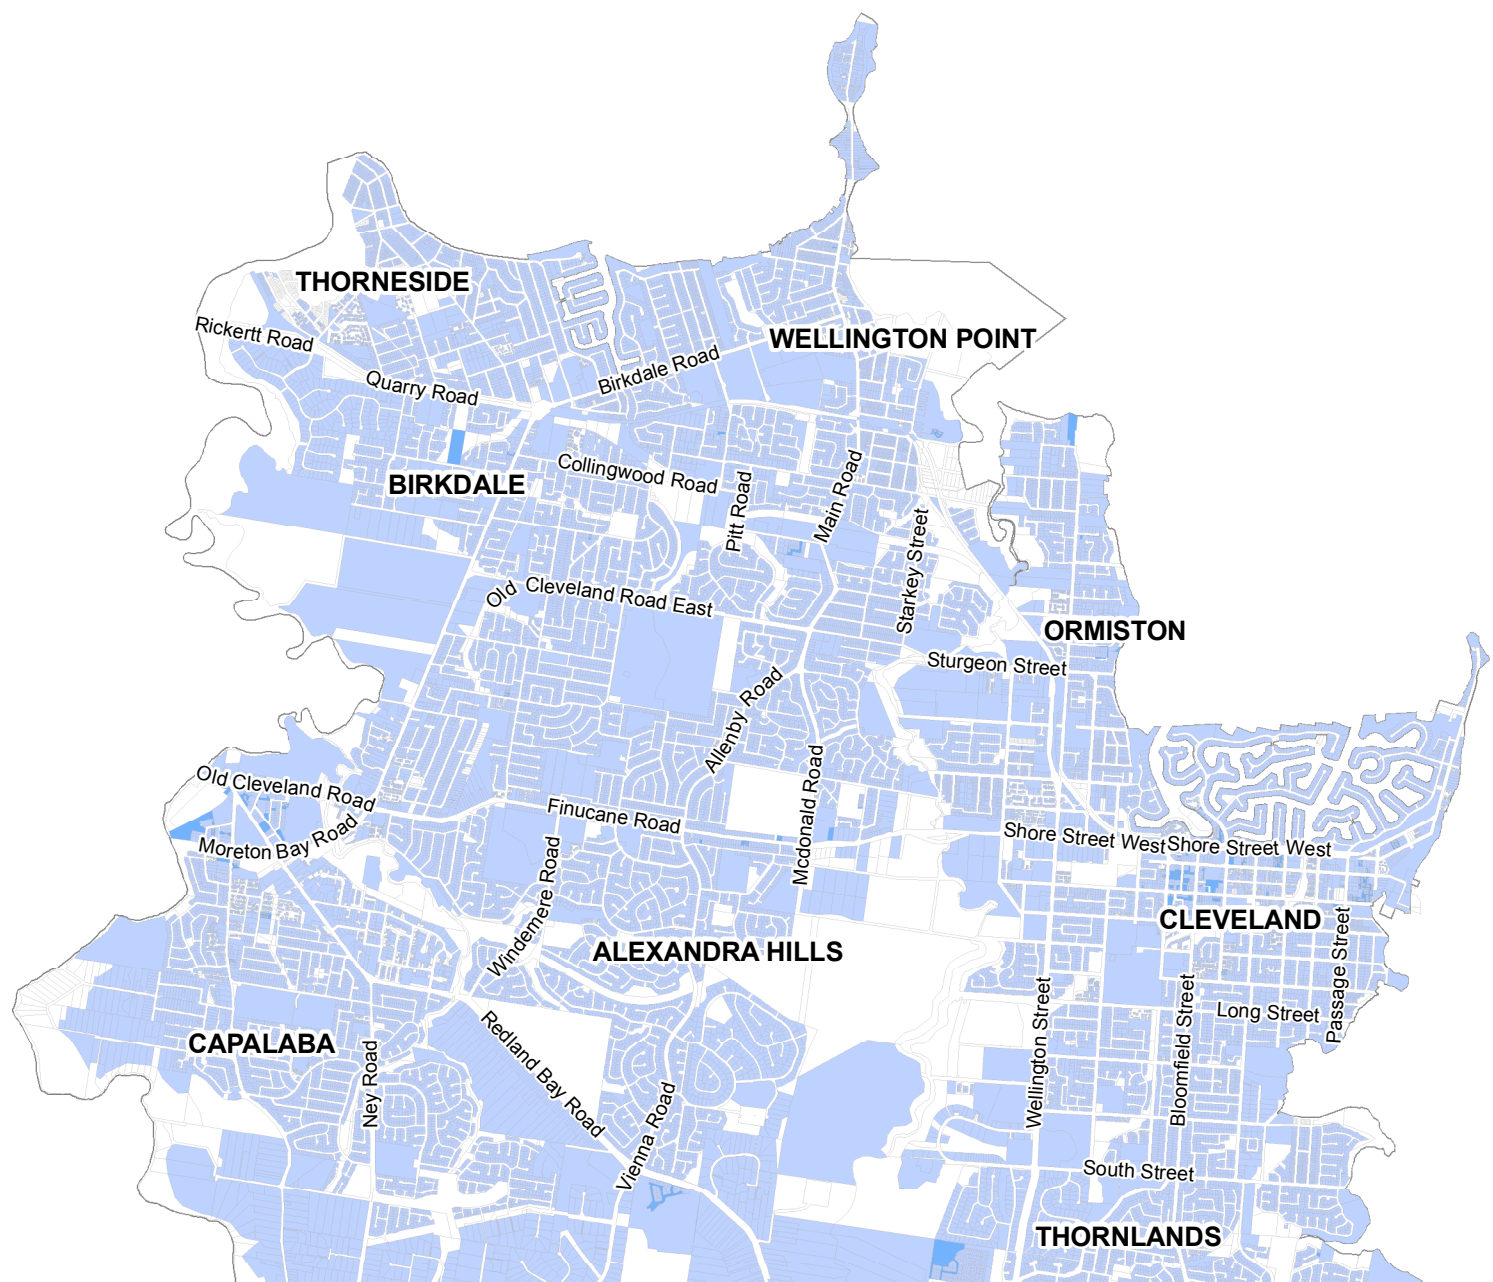 THORNESIDE
Rickertt Road
WELLINGTON POINT
Birkdale Road
Quarry Road
Collingwood Road
BIRKDALE
Pitt Road
Main Road
Starkey Street
Old Cleveland Road East
ORMISTON
Sturgeon Street
Allenby Road
Old Cleveland Road
Mcdonald Road
Finucane Road
Moreton Bay Road
Shore Street West
Shore Street West
Windemere Road
CLEVELAND
ALEXANDRA HILLS
Passage Street
Long Street
Wellington Street
Bloomfield Street
CAPALABA
Ney Road
Redland Bay Road
Vienna Road
South Street
THORNLANDS